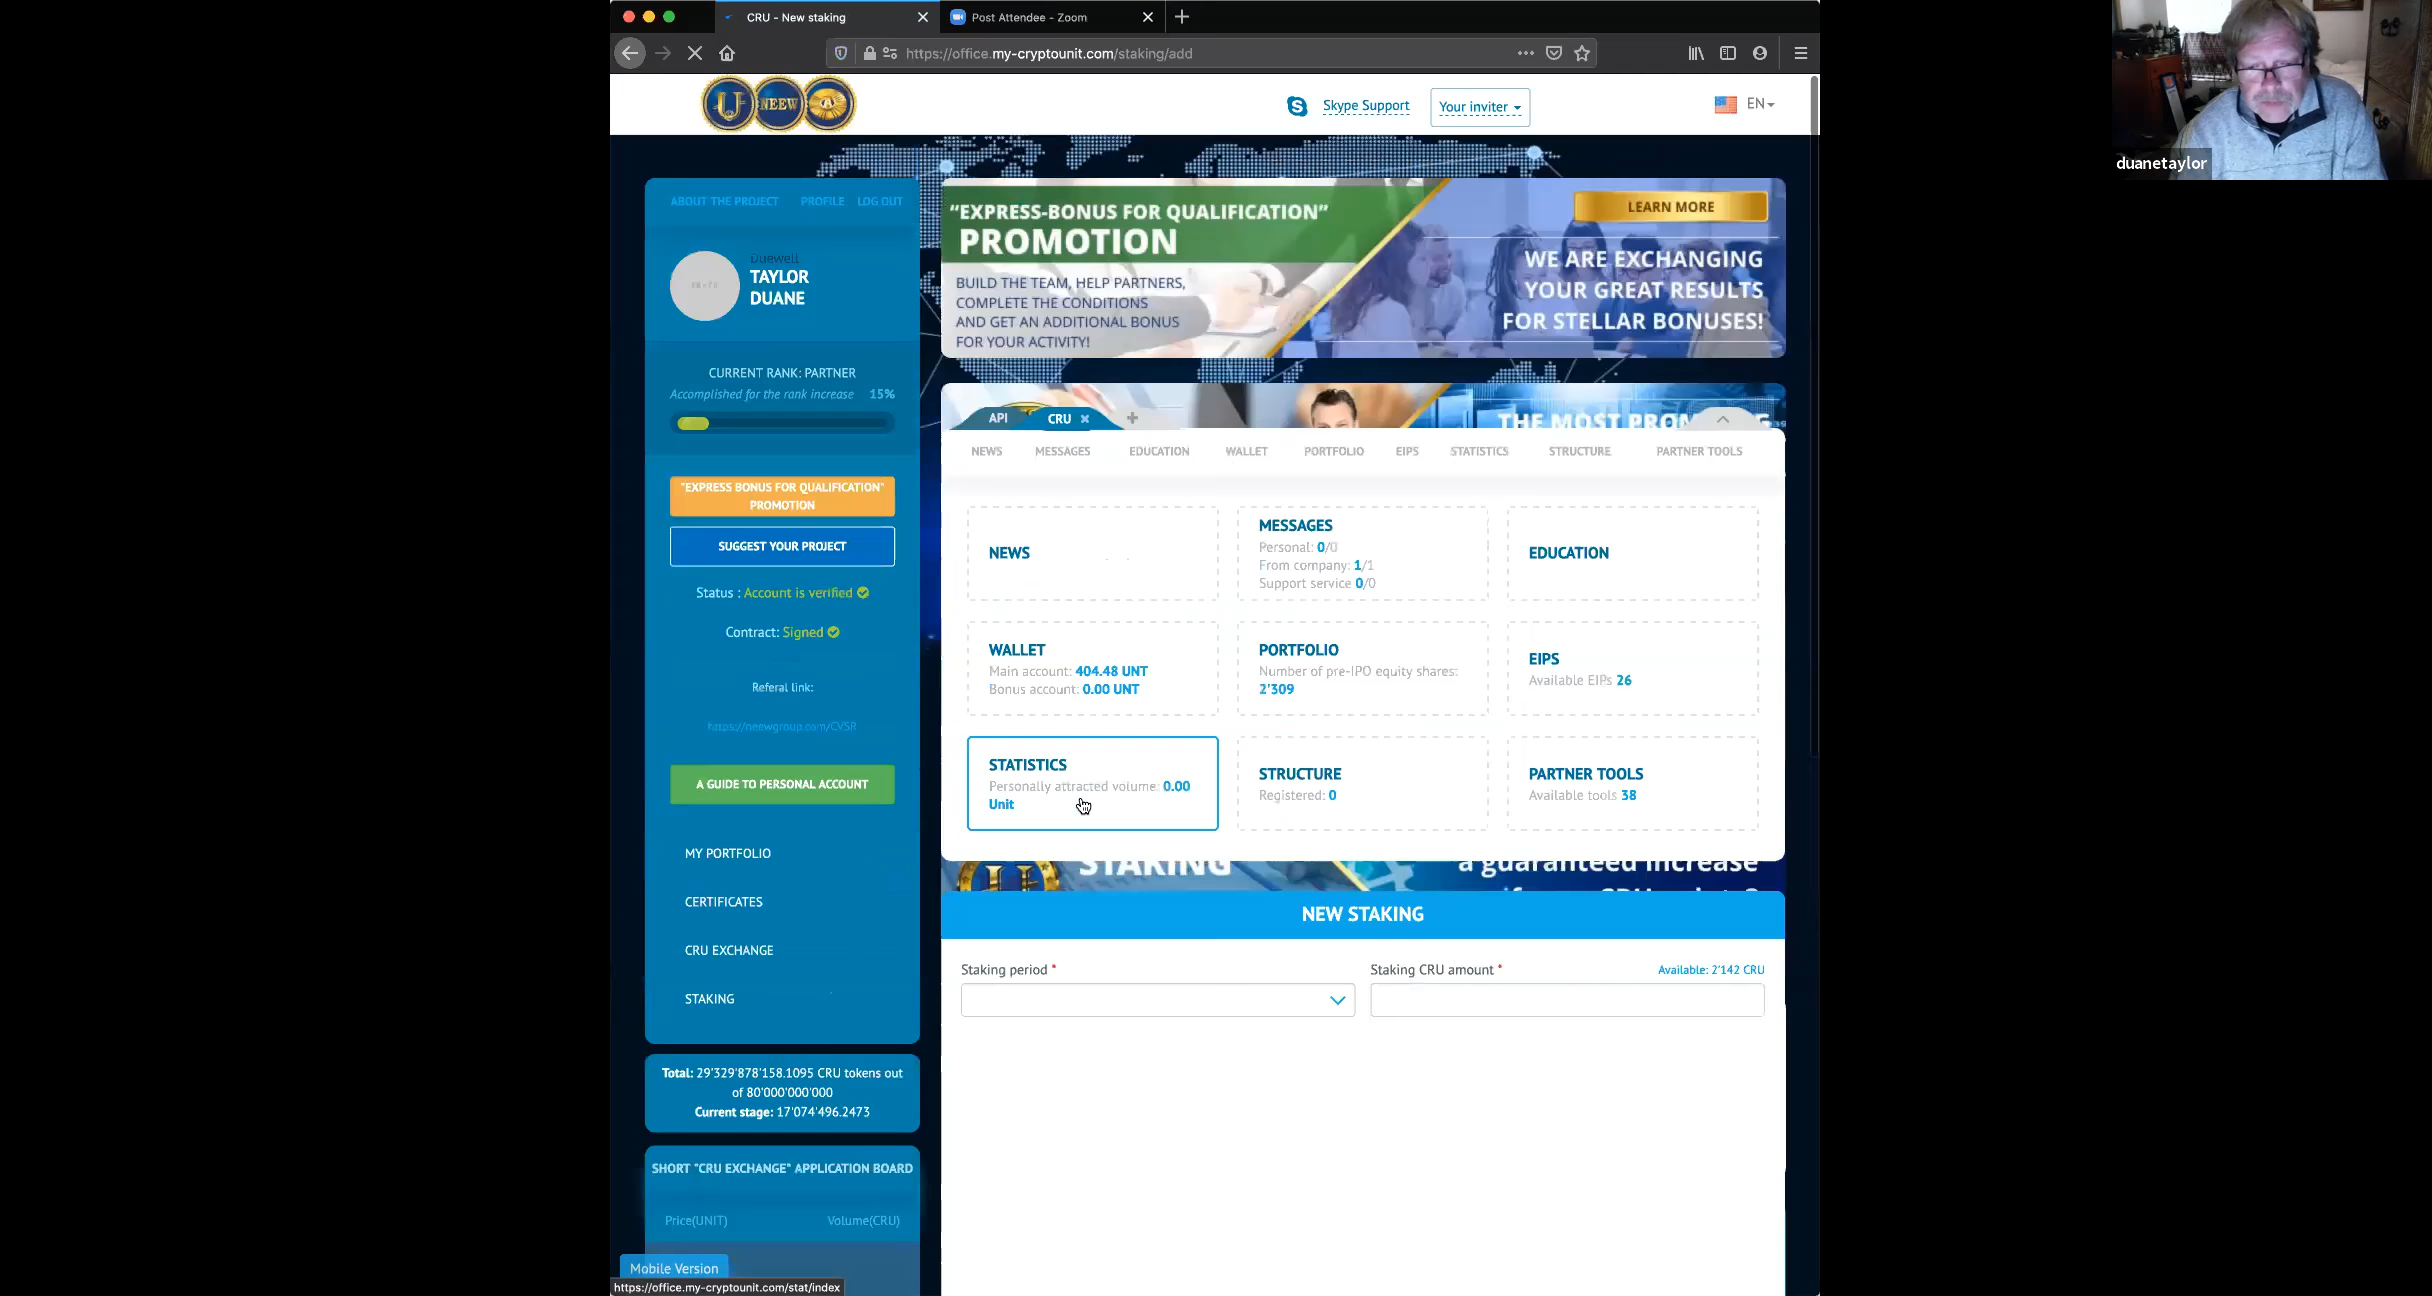 CRU - New staking
Post Attendee - Zoom
https://office.my-cryptounit.com/staking/add
duanetaylor
U NEEW A
Skype Support
Your inviter
EN
ABOUT THE PROJECT PROFILE LOG OUT
Duewell
TAYLOR
DUANE
CURRENT RANK: PARTNER
Accomplished for the rank increase 15%
"EXPRESS BONUS FOR QUALIFICATION"
PROMOTION
SUGGEST YOUR PROJECT
Status : Account is verified
Contract: Signed
Referal link:
https://neewgroup.com/CVSR
A GUIDE TO PERSONAL ACCOUNT
MY PORTFOLIO
CERTIFICATES
CRU EXCHANGE
STAKING
Total: 29'329'878'158.1095 CRU tokens out
of 80'000'000'000
Current stage: 17'074'496.2473
SHORT "CRU EXCHANGE" APPLICATION BOARD
Price(UNIT) Volume(CRU)
Mobile Version
https://office.my-cryptounit.com/stat/index
"EXPRESS-BONUS FOR QUALIFICATION"
PROMOTION
BUILD THE TEAM, HELP PARTNERS,
COMPLETE THE CONDITIONS
AND GET AN ADDITIONAL BONUS
FOR YOUR ACTIVITY!
LEARN MORE
WE ARE EXCHANGING
YOUR GREAT RESULTS
FOR STELLAR BONUSES!
THE MOST
API CRU
NEWS MESSAGES EDUCATION WALLET PORTFOLIO EIPS STATISTICS STRUCTURE PARTNER TOOLS
NEWS
MESSAGES
Personal: 0/0
From company: 1/1
Support service 0/0
EDUCATION
WALLET
Main account: 404.48 UNT
Bonus account: 0.00 UNT
PORTFOLIO
Number of pre-IPO equity shares:
2'309
EIPS
Available EIPs 26
STATISTICS
Personally attracted volume: 0.00
Unit
STRUCTURE
Registered: 0
PARTNER TOOLS
Available tools 38
STAKING
a guaranteed increase
NEW STAKING
Staking period *
Staking CRU amount *
Available: 2'142 CRU